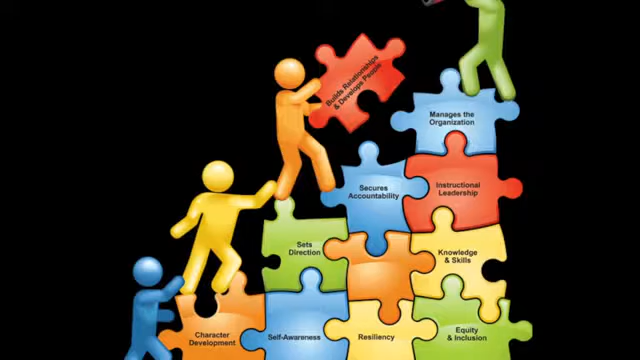 Builds Relationships
& Develops People
Manages the
Organization
Secures
Accountability
Instructional
Leadership
Sets
Direction
Knowledge
& Skills
Character
Development
Self-Awareness
Resiliency
Equity
& Inclusion